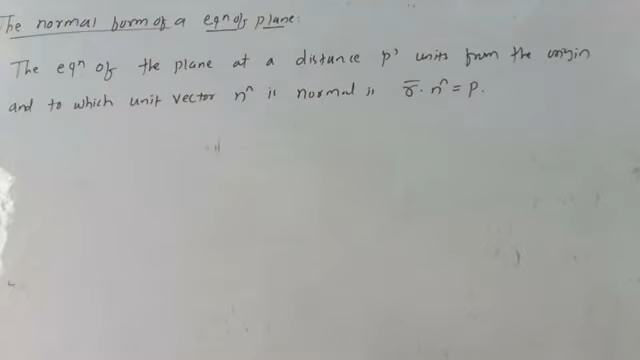 The normal form of a eqn of plane:
The eqn of the plane at a distance p' units from the origin
and to which unit vector n^ is normal is r̅. n^ = p.